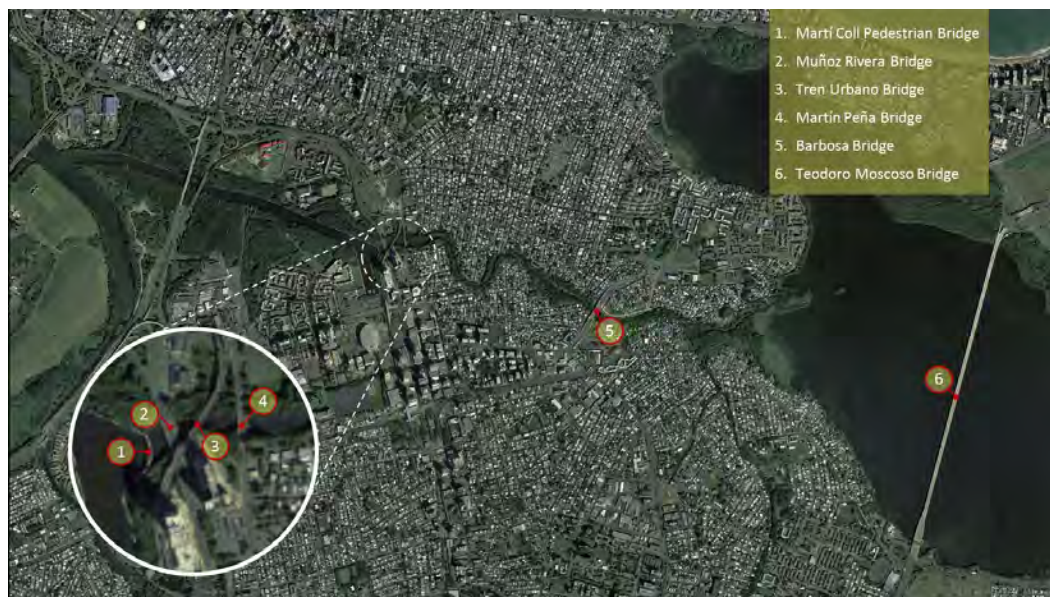 1. Martí Coll Pedestrian Bridge
2. Muñoz Rivera Bridge
3. Tren Urbano Bridge
4. Martín Peña Bridge
5. Barbosa Bridge
6. Teodoro Moscoso Bridge
5
6
2
4
1
3